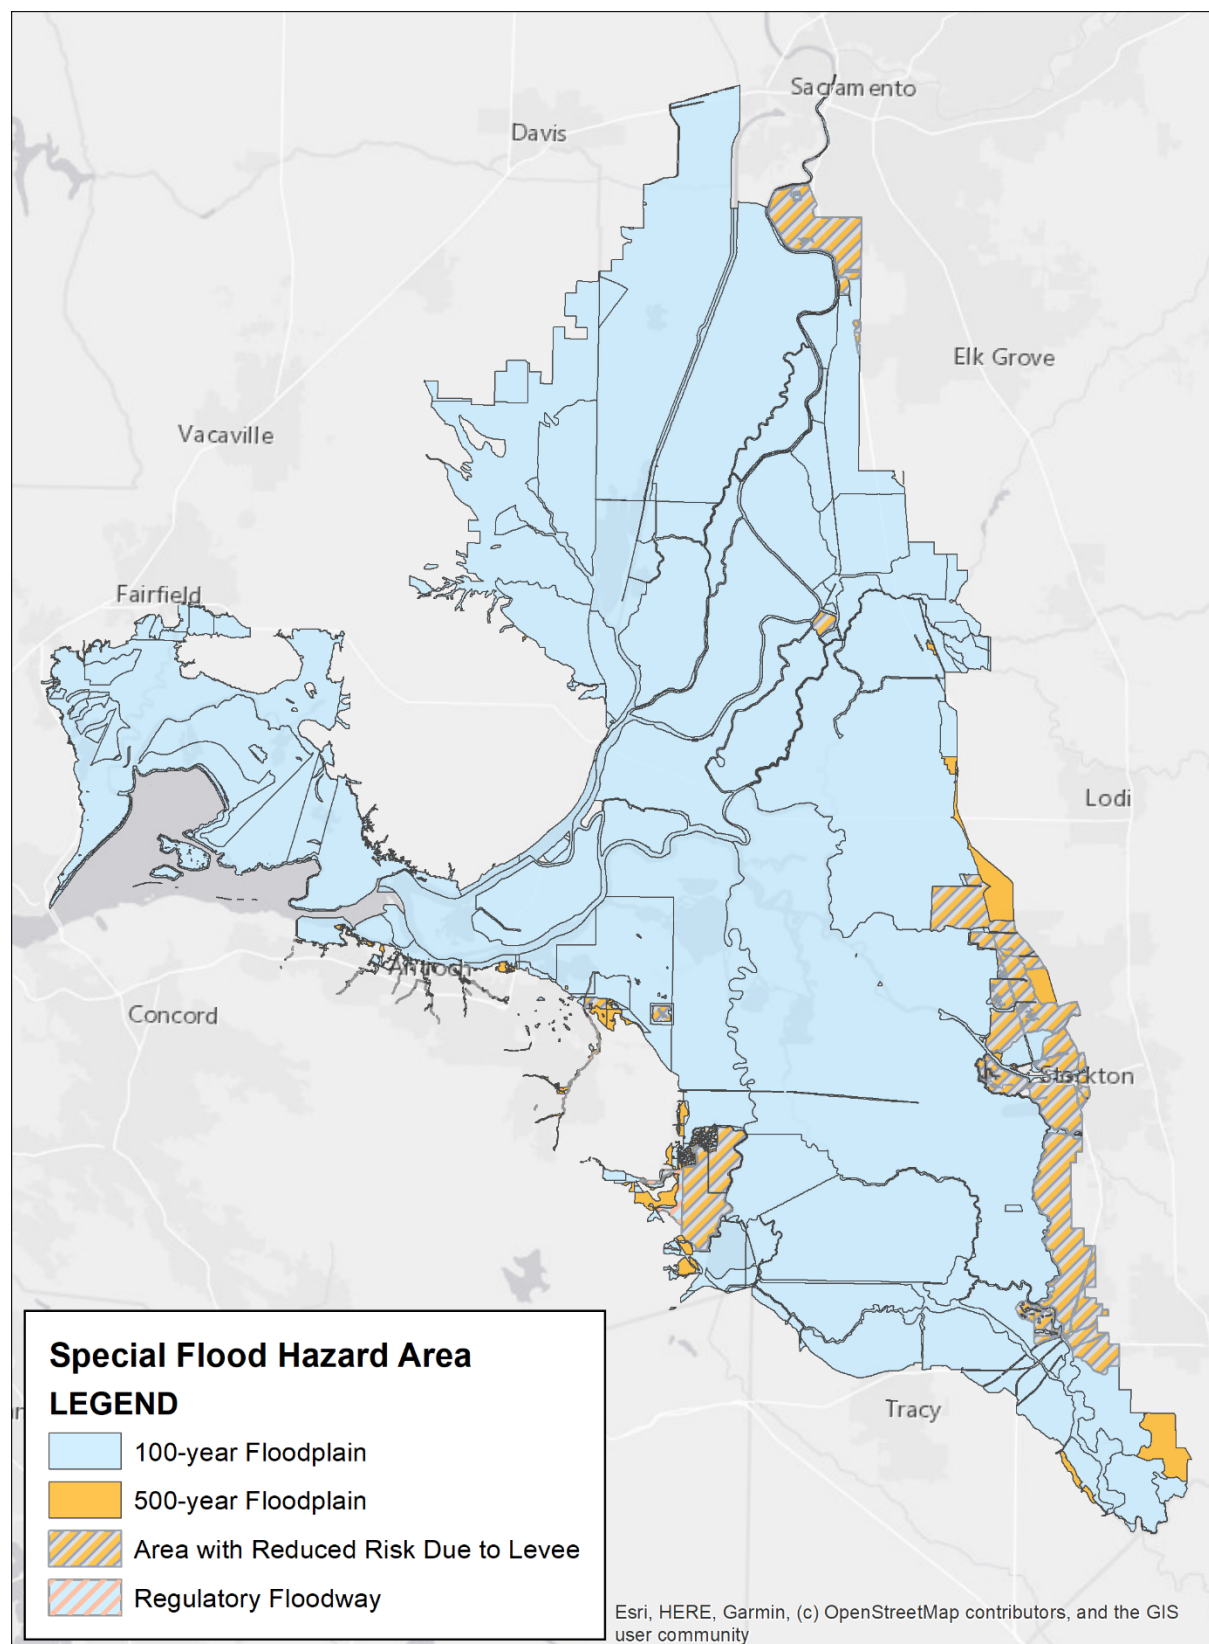 Sacramento
Davis
Elk Grove
Vacaville
Fairfield
Lodi
Antioch
Concord
Stockton
Tracy
Special Flood Hazard Area
LEGEND
100-year Floodplain
500-year Floodplain
Area with Reduced Risk Due to Levee
Regulatory Floodway
Esri, HERE, Garmin, (c) OpenStreetMap contributors, and the GIS
user community